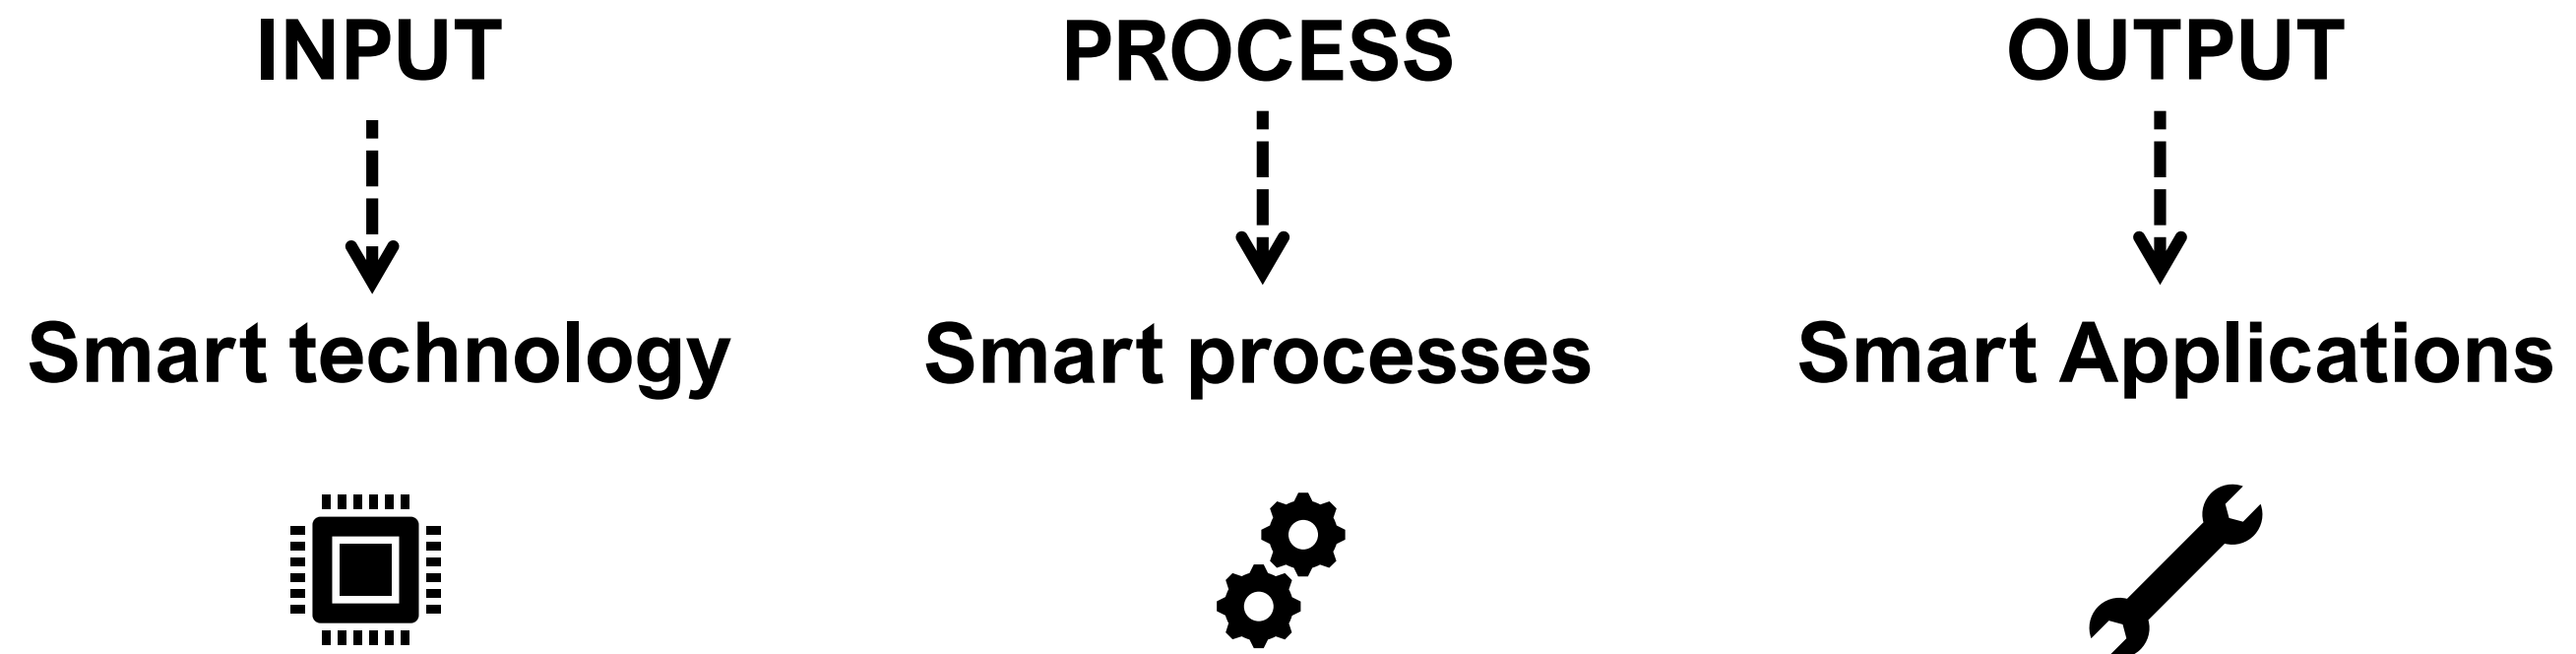 INPUT
PROCESS
OUTPUT
Smart technology
Smart processes
Smart Applications